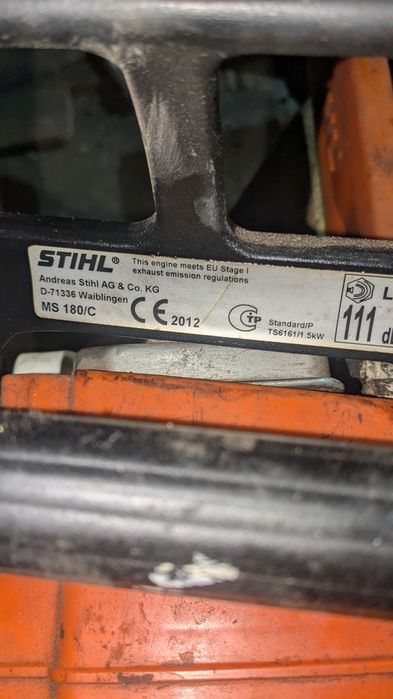 STIHL® This engine meets EU Stage I
exhaust emission regulations
Andreas Stihl AG & Co. KG
D-71336 Waiblingen
MS 180/C
CE 2012
Standard/P
TS6161/1.5kW
111